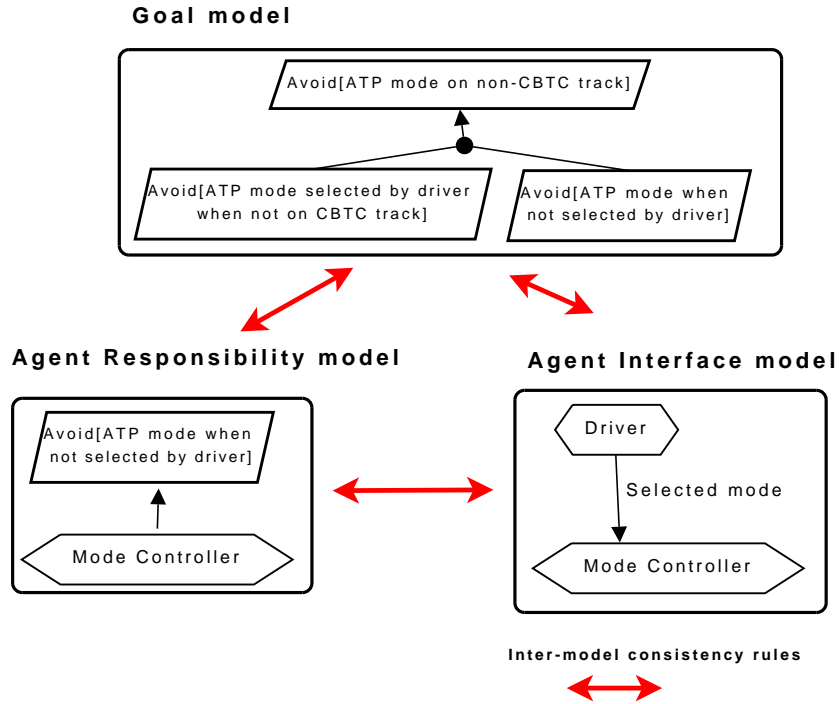 Goal model
Avoid[ATP mode on non-CBTC track]
Avoid[ATP mode selected by driver
when not on CBTC track]
Avoid[ATP mode when
not selected by driver]
Agent Responsibility model
Avoid[ATP mode when
not selected by driver]
Mode Controller
Agent Interface model
Driver
Selected mode
Mode Controller
Inter-model consistency rules